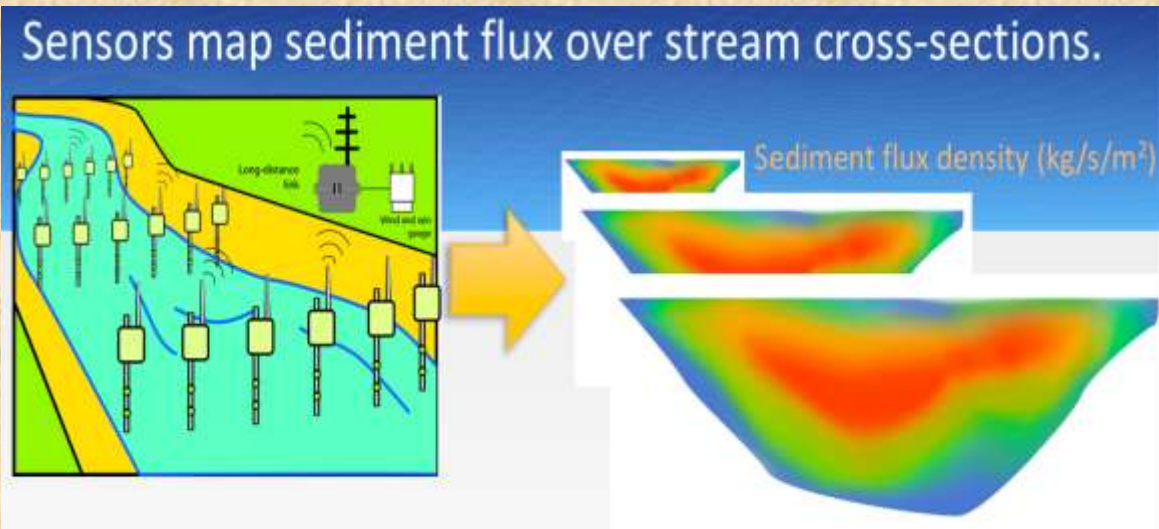 Sensors map sediment flux over stream cross-sections.
Long-distance
link
Wind and rain
gauge
Sediment flux density (kg/s/m²)